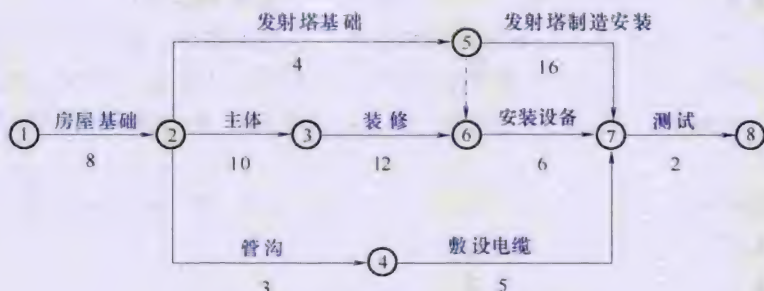 发射塔基础 ⑤ 发射塔制造安装
4 16
① 房屋基础 ② 主体 ③ 装修 ⑥ 安装设备 ⑦ 测试 ⑧
8 10 12 6 2
管沟 ④ 敷设电缆
3 5